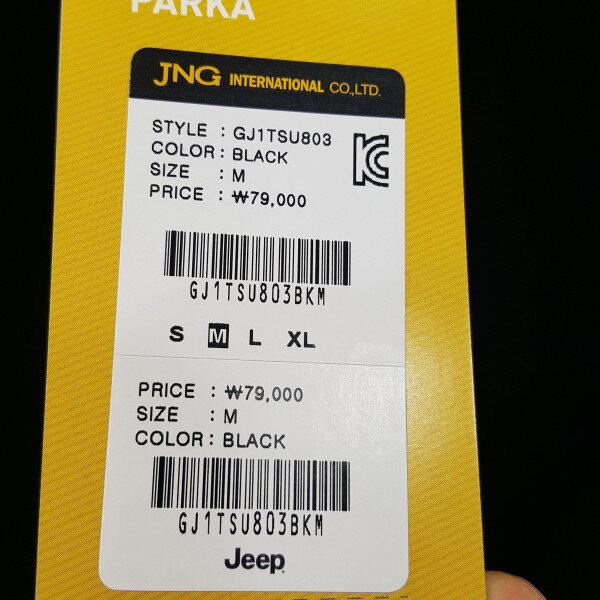 PARKA
JNG INTERNATIONAL CO.,LTD.
STYLE : GJ1TSU803
COLOR : BLACK
SIZE : M
PRICE : ₩79,000
GJ1TSU803BKM
S M L XL
PRICE : ₩79,000
SIZE : M
COLOR : BLACK
GJ1TSU803BKM
Jeep